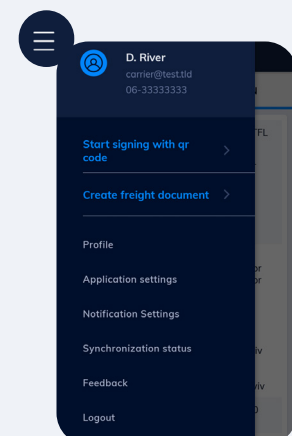 D. River
carrier@test.tld
06-33333333
Start signing with qr
code
Create freight document
Profile
Application settings
Notification Settings
Synchronization status
Feedback
Logout